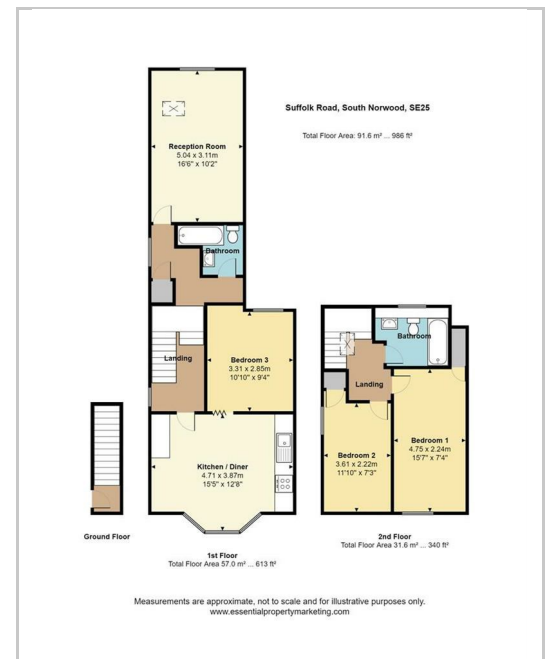 Suffolk Road, South Norwood, SE25
Total Floor Area: 91.6 m² ... 986 ft²
Reception Room
5.04 x 3.11m
16'6" x 10'2"
Bathroom
Landing
Bedroom 3
3.31 x 2.85m
10'10" x 9'4"
Kitchen / Diner
4.71 x 3.87m
15'5" x 12'8"
Bathroom
Landing
Bedroom 1
4.75 x 2.24m
15'7" x 7'4"
Bedroom 2
3.61 x 2.22m
11'10" x 7'3"
Ground Floor
1st Floor
Total Floor Area 57.0 m² ... 613 ft²
2nd Floor
Total Floor Area 31.6 m² ... 340 ft²
Measurements are approximate, not to scale and for illustrative purposes only.
www.essentialpropertymarketing.com